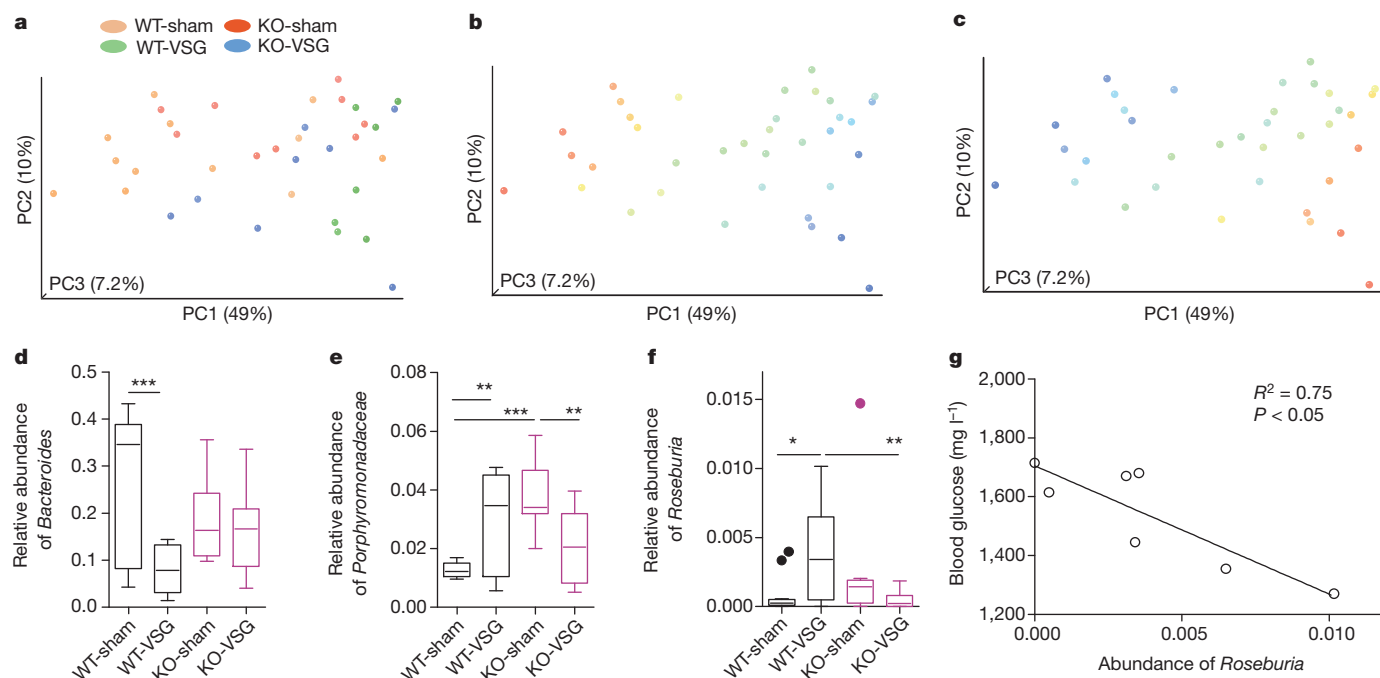 a
WT-sham
KO-sham
WT-VSG
KO-VSG
PC2 (10%)
PC3 (7.2%)
PC1 (49%)
b
PC2 (10%)
PC3 (7.2%)
PC1 (49%)
c
PC2 (10%)
PC3 (7.2%)
PC1 (49%)
d
Relative abundance
of Bacteroides
0.5
0.4
0.3
0.2
0.1
0.0
***
WT-sham
WT-VSG
KO-sham
KO-VSG
e
Relative abundance
of Porphyromonadaceae
0.08
0.06
0.04
0.02
0.00
**
***
**
WT-sham
WT-VSG
KO-sham
KO-VSG
f
Relative abundance
of Roseburia
0.015
0.010
0.005
0.000
*
**
WT-sham
WT-VSG
KO-sham
KO-VSG
g
Blood glucose (mg l−1)
2,000
1,800
1,600
1,400
1,200
R2 = 0.75
P < 0.05
0.000
0.005
0.010
Abundance of Roseburia